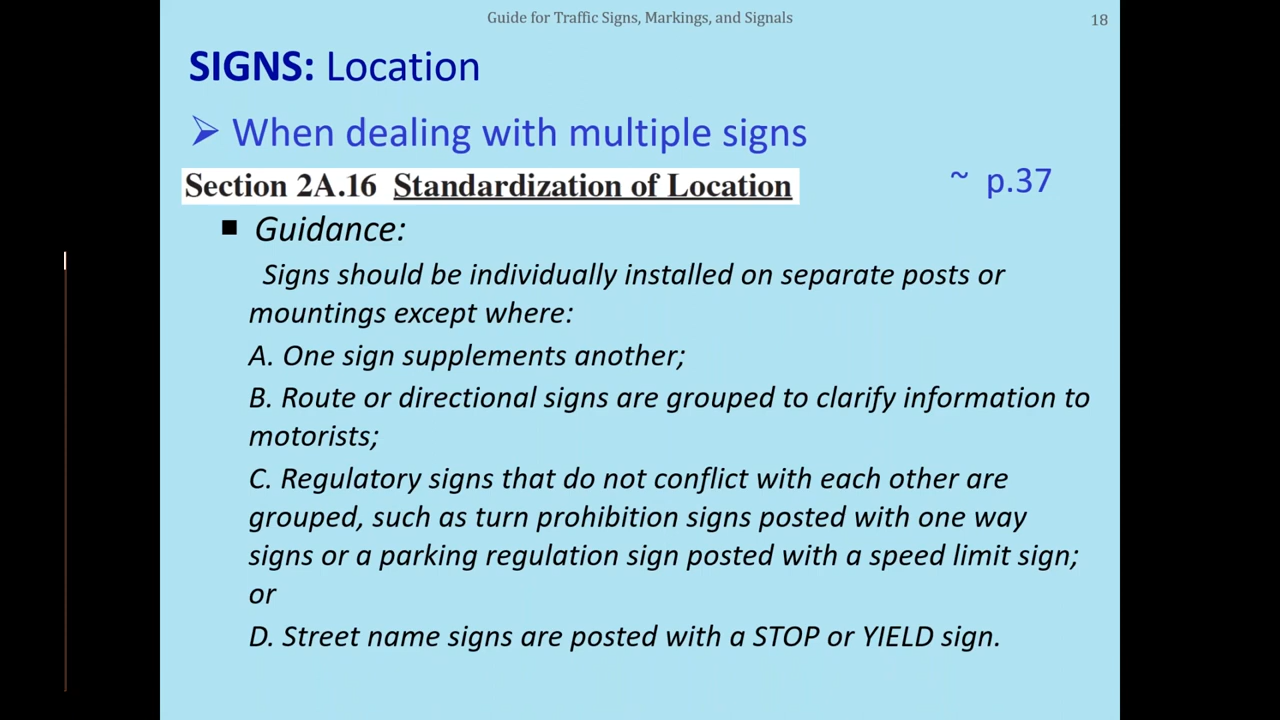 Guide for Traffic Signs, Markings, and Signals
18
SIGNS: Location
➢ When dealing with multiple signs
Section 2A.16 Standardization of Location
~ p.37
■ Guidance:
Signs should be individually installed on separate posts or
mountings except where:
A. One sign supplements another;
B. Route or directional signs are grouped to clarify information to
motorists;
C. Regulatory signs that do not conflict with each other are
grouped, such as turn prohibition signs posted with one way
signs or a parking regulation sign posted with a speed limit sign;
or
D. Street name signs are posted with a STOP or YIELD sign.